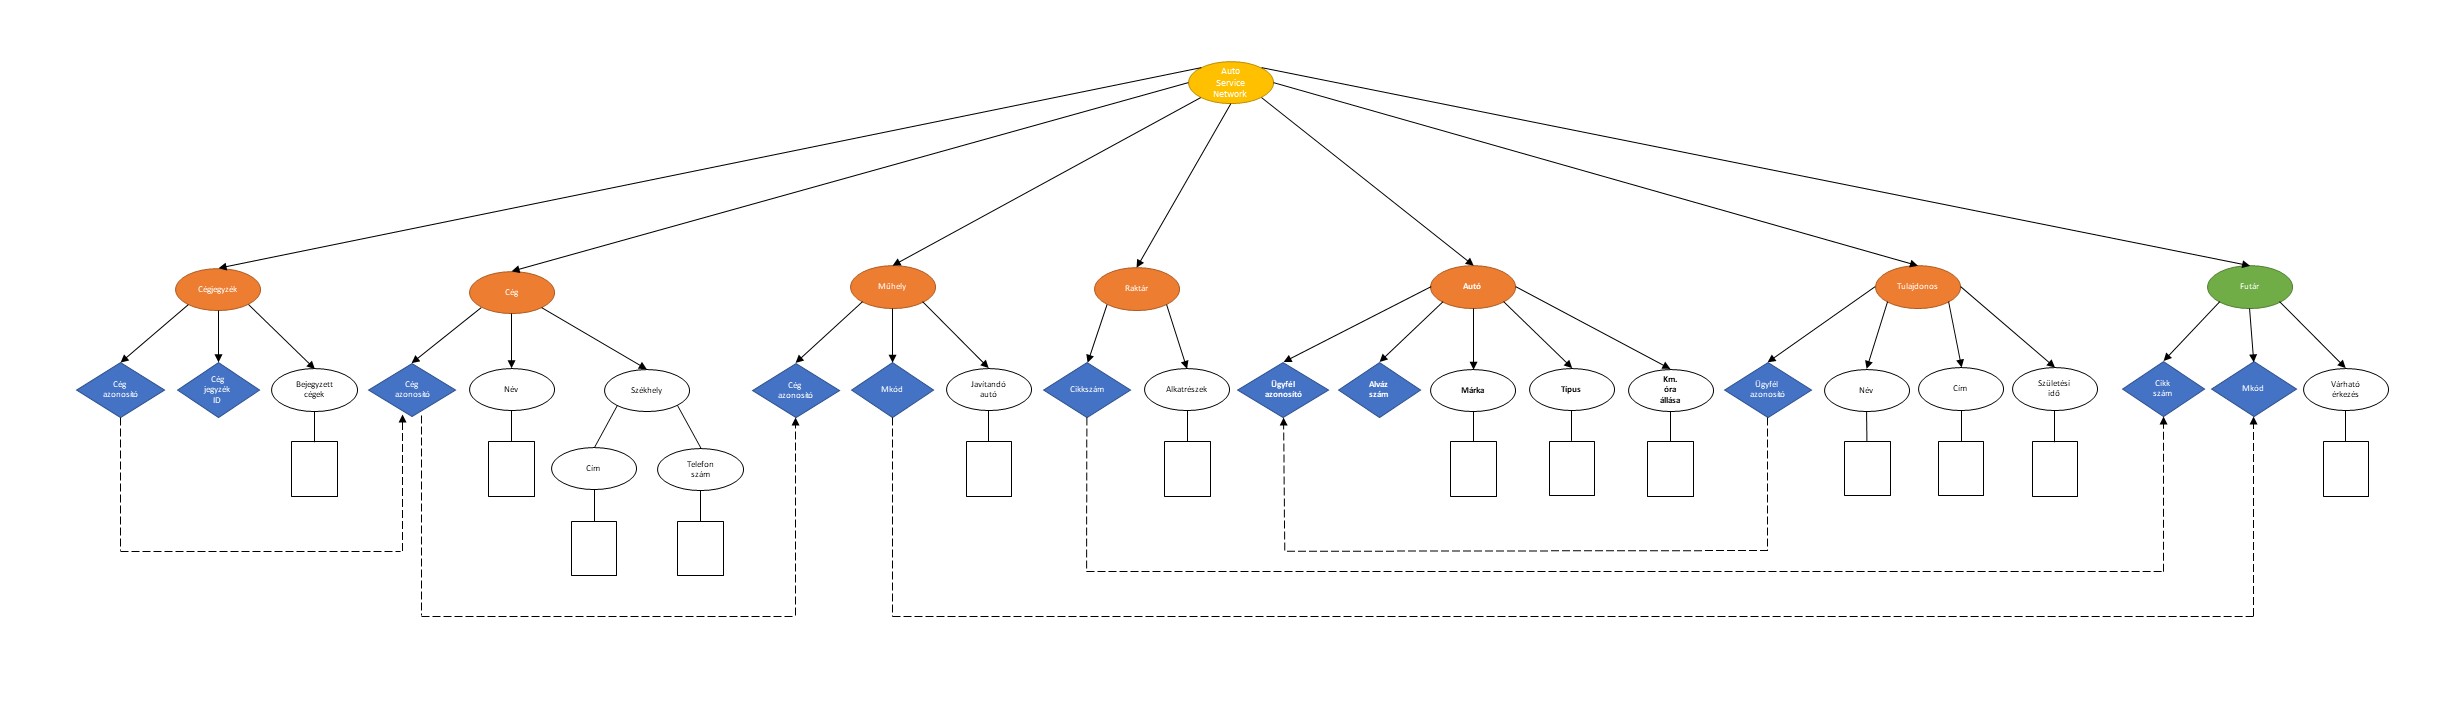 Auto
Service
Network
Cégjegyzék
Cég
Műhely
Raktár
Autó
Tulajdonos
Futár
Cég
azonosító
Cég
jegyzék
ID
Bejegyzett
cégek
Cég
azonosító
Név
Székhely
Cég
azonosító
Mkód
Javítandó
autó
Cikkszám
Alkatrészek
Ügyfél
azonosító
Alváz
szám
Márka
Típus
Km.
óra
állása
Ügyfél
azonosító
Név
Cím
Születési
idő
Cikk
szám
Mkód
Várható
érkezés
Cím
Telefon
szám